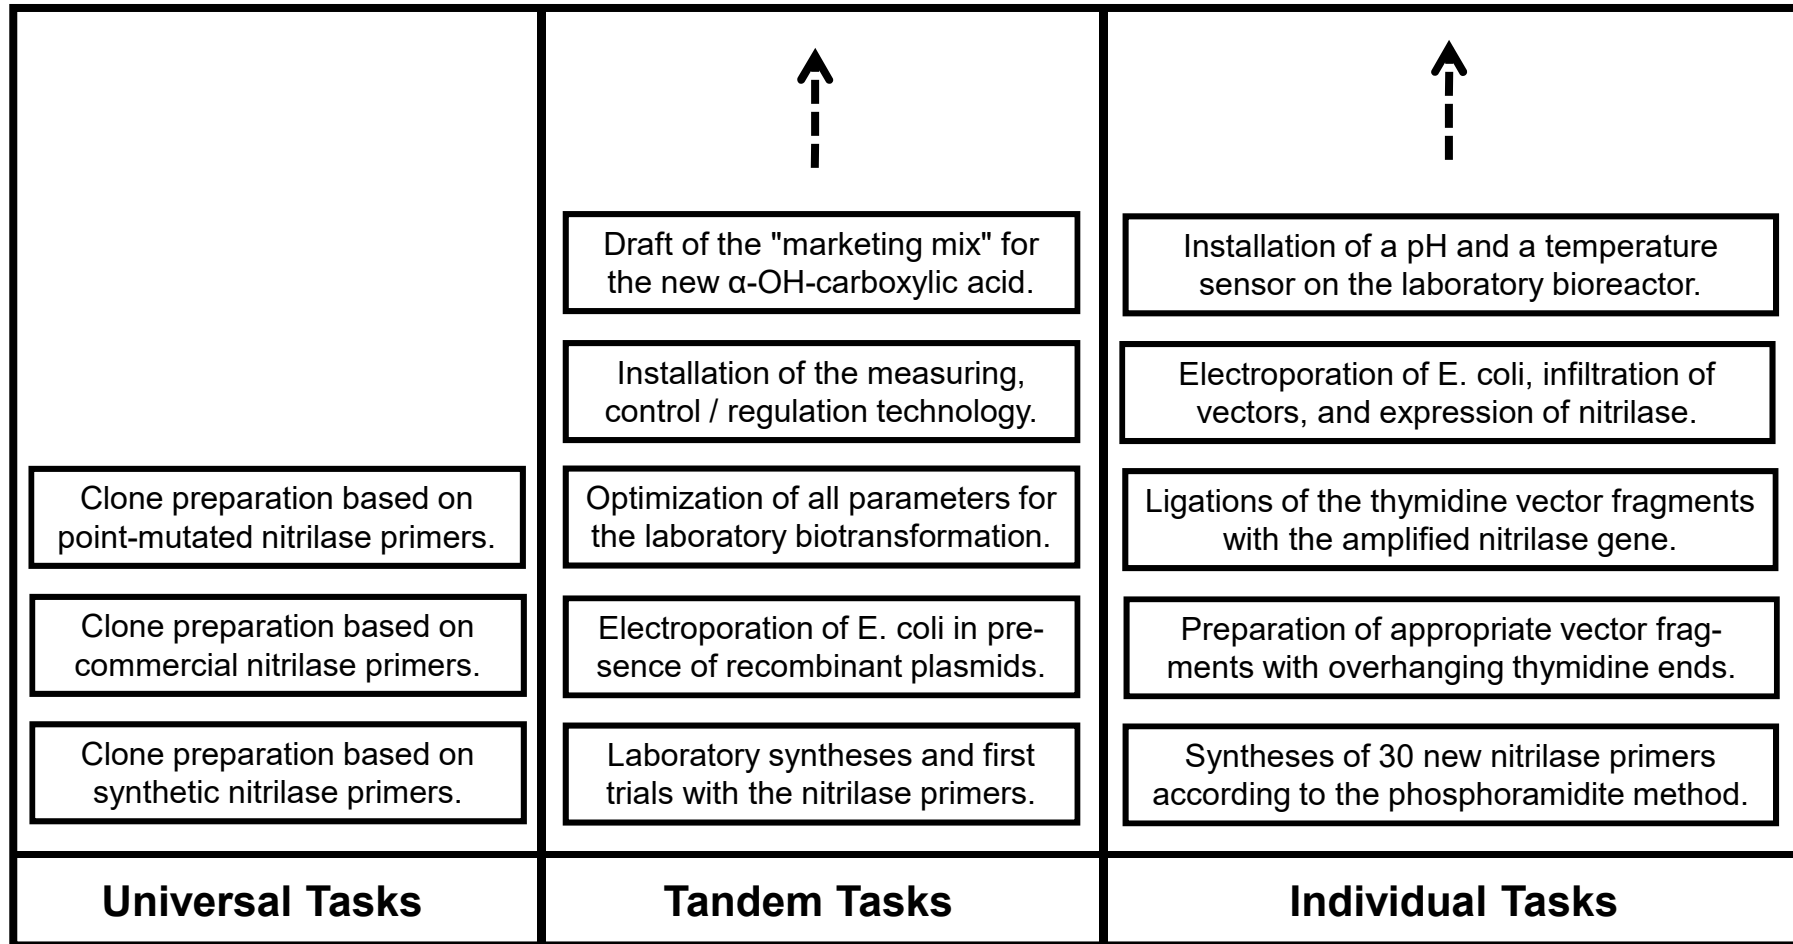 Draft of the "marketing mix" for
the new α-OH-carboxylic acid.
Installation of a pH and a temperature
sensor on the laboratory bioreactor.
Installation of the measuring,
control / regulation technology.
Electroporation of E. coli, infiltration of
vectors, and expression of nitrilase.
Clone preparation based on
point-mutated nitrilase primers.
Optimization of all parameters for
the laboratory biotransformation.
Ligations of the thymidine vector fragments
with the amplified nitrilase gene.
Clone preparation based on
commercial nitrilase primers.
Electroporation of E. coli in pre-
sence of recombinant plasmids.
Preparation of appropriate vector frag-
ments with overhanging thymidine ends.
Clone preparation based on
synthetic nitrilase primers.
Laboratory syntheses and first
trials with the nitrilase primers.
Syntheses of 30 new nitrilase primers
according to the phosphoramidite method.
Universal Tasks
Tandem Tasks
Individual Tasks